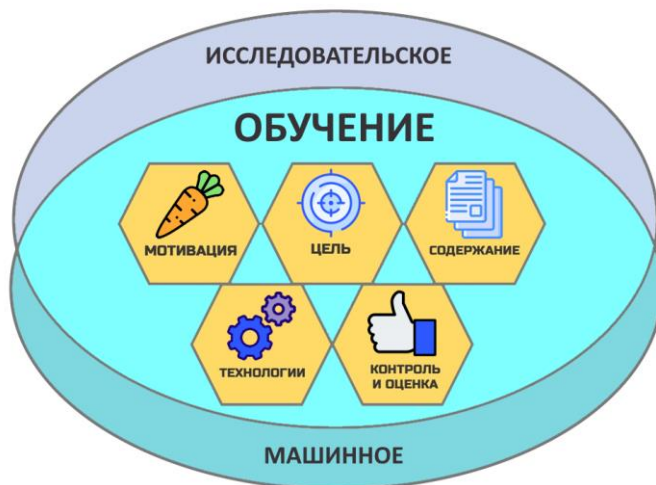 ИССЛЕДОВАТЕЛЬСКОЕ
ОБУЧЕНИЕ
МОТИВАЦИЯ
ЦЕЛЬ
СОДЕРЖАНИЕ
ТЕХНОЛОГИИ
КОНТРОЛЬ
И ОЦЕНКА
МАШИННОЕ